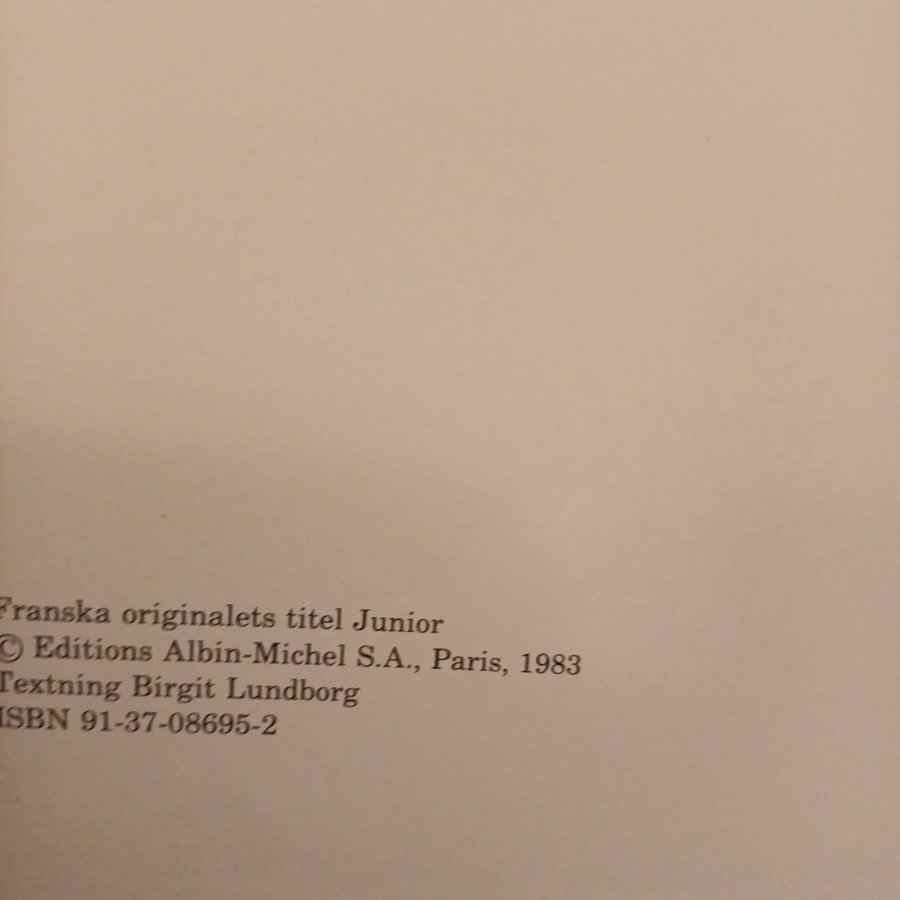 Franska originalets titel Junior
© Editions Albin-Michel S.A., Paris, 1983
Textning Birgit Lundborg
ISBN 91-37-08695-2